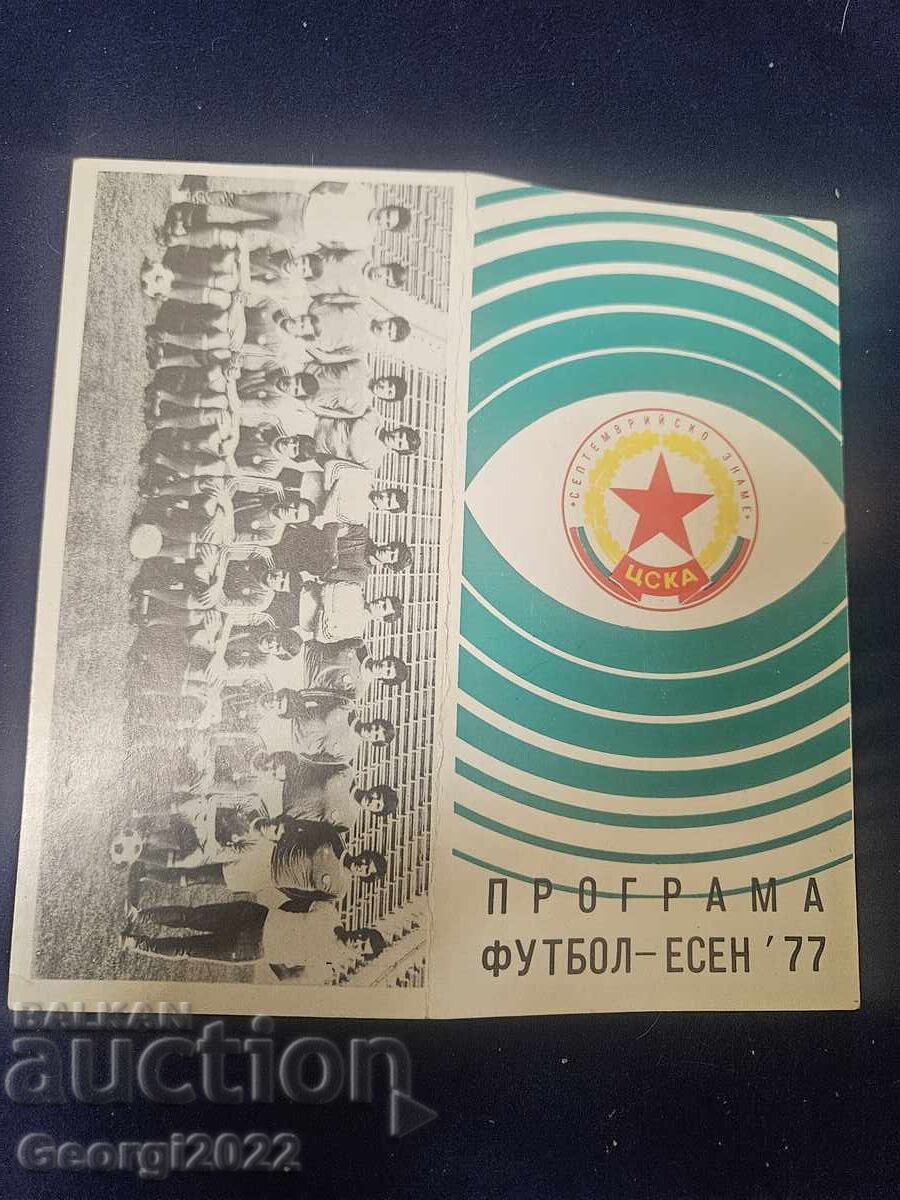 •СЕПТЕМВРИЙСКО ЗНАМЕ•
ЦСКА
ПРОГРАМА
ФУТБОЛ–ЕСЕН '77
BALKAN
auction
Georgi2022